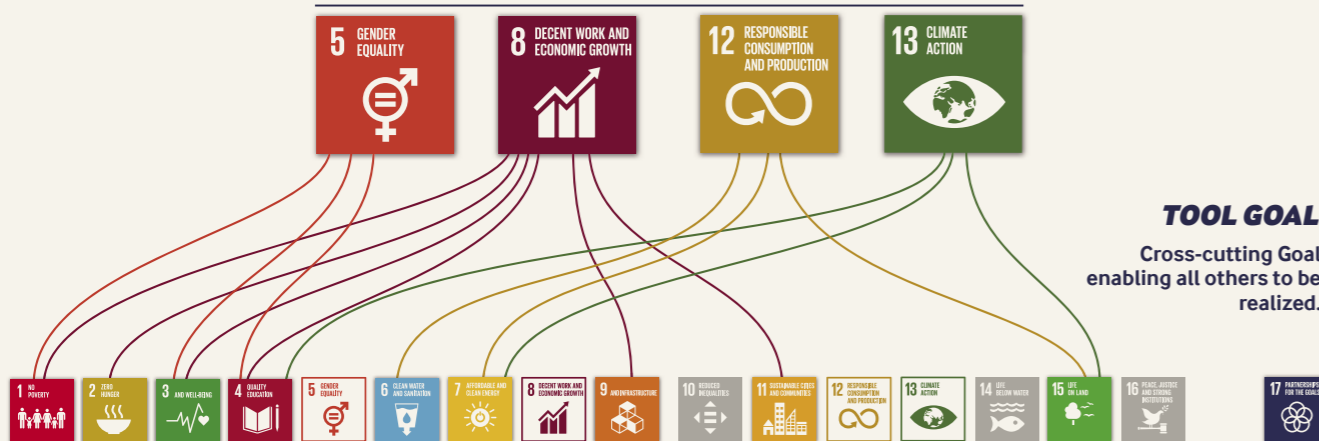 5 GENDER
EQUALITY
8 DECENT WORK AND
ECONOMIC GROWTH
12 RESPONSIBLE
CONSUMPTION
AND PRODUCTION
13 CLIMATE
ACTION
TOOL GOAL
Cross-cutting Goal
enabling all others to be
realized.
1 NO
POVERTY
2 ZERO
HUNGER
3 AND WELL-BEING
4 QUALITY
EDUCATION
5 GENDER
EQUALITY
6 CLEAN WATER
AND SANITATION
7 AFFORDABLE AND
CLEAN ENERGY
8 DECENT WORK AND
ECONOMIC GROWTH
9 AND INFRASTRUCTURE
10 REDUCED
INEQUALITIES
11 SUSTAINABLE CITIES
AND COMMUNITIES
12 RESPONSIBLE
CONSUMPTION
AND PRODUCTION
13 CLIMATE
ACTION
14 LIFE
BELOW WATER
15 LIFE
ON LAND
16 PEACE, JUSTICE
AND STRONG
INSTITUTIONS
17 PARTNERSHIPS
FOR THE GOALS